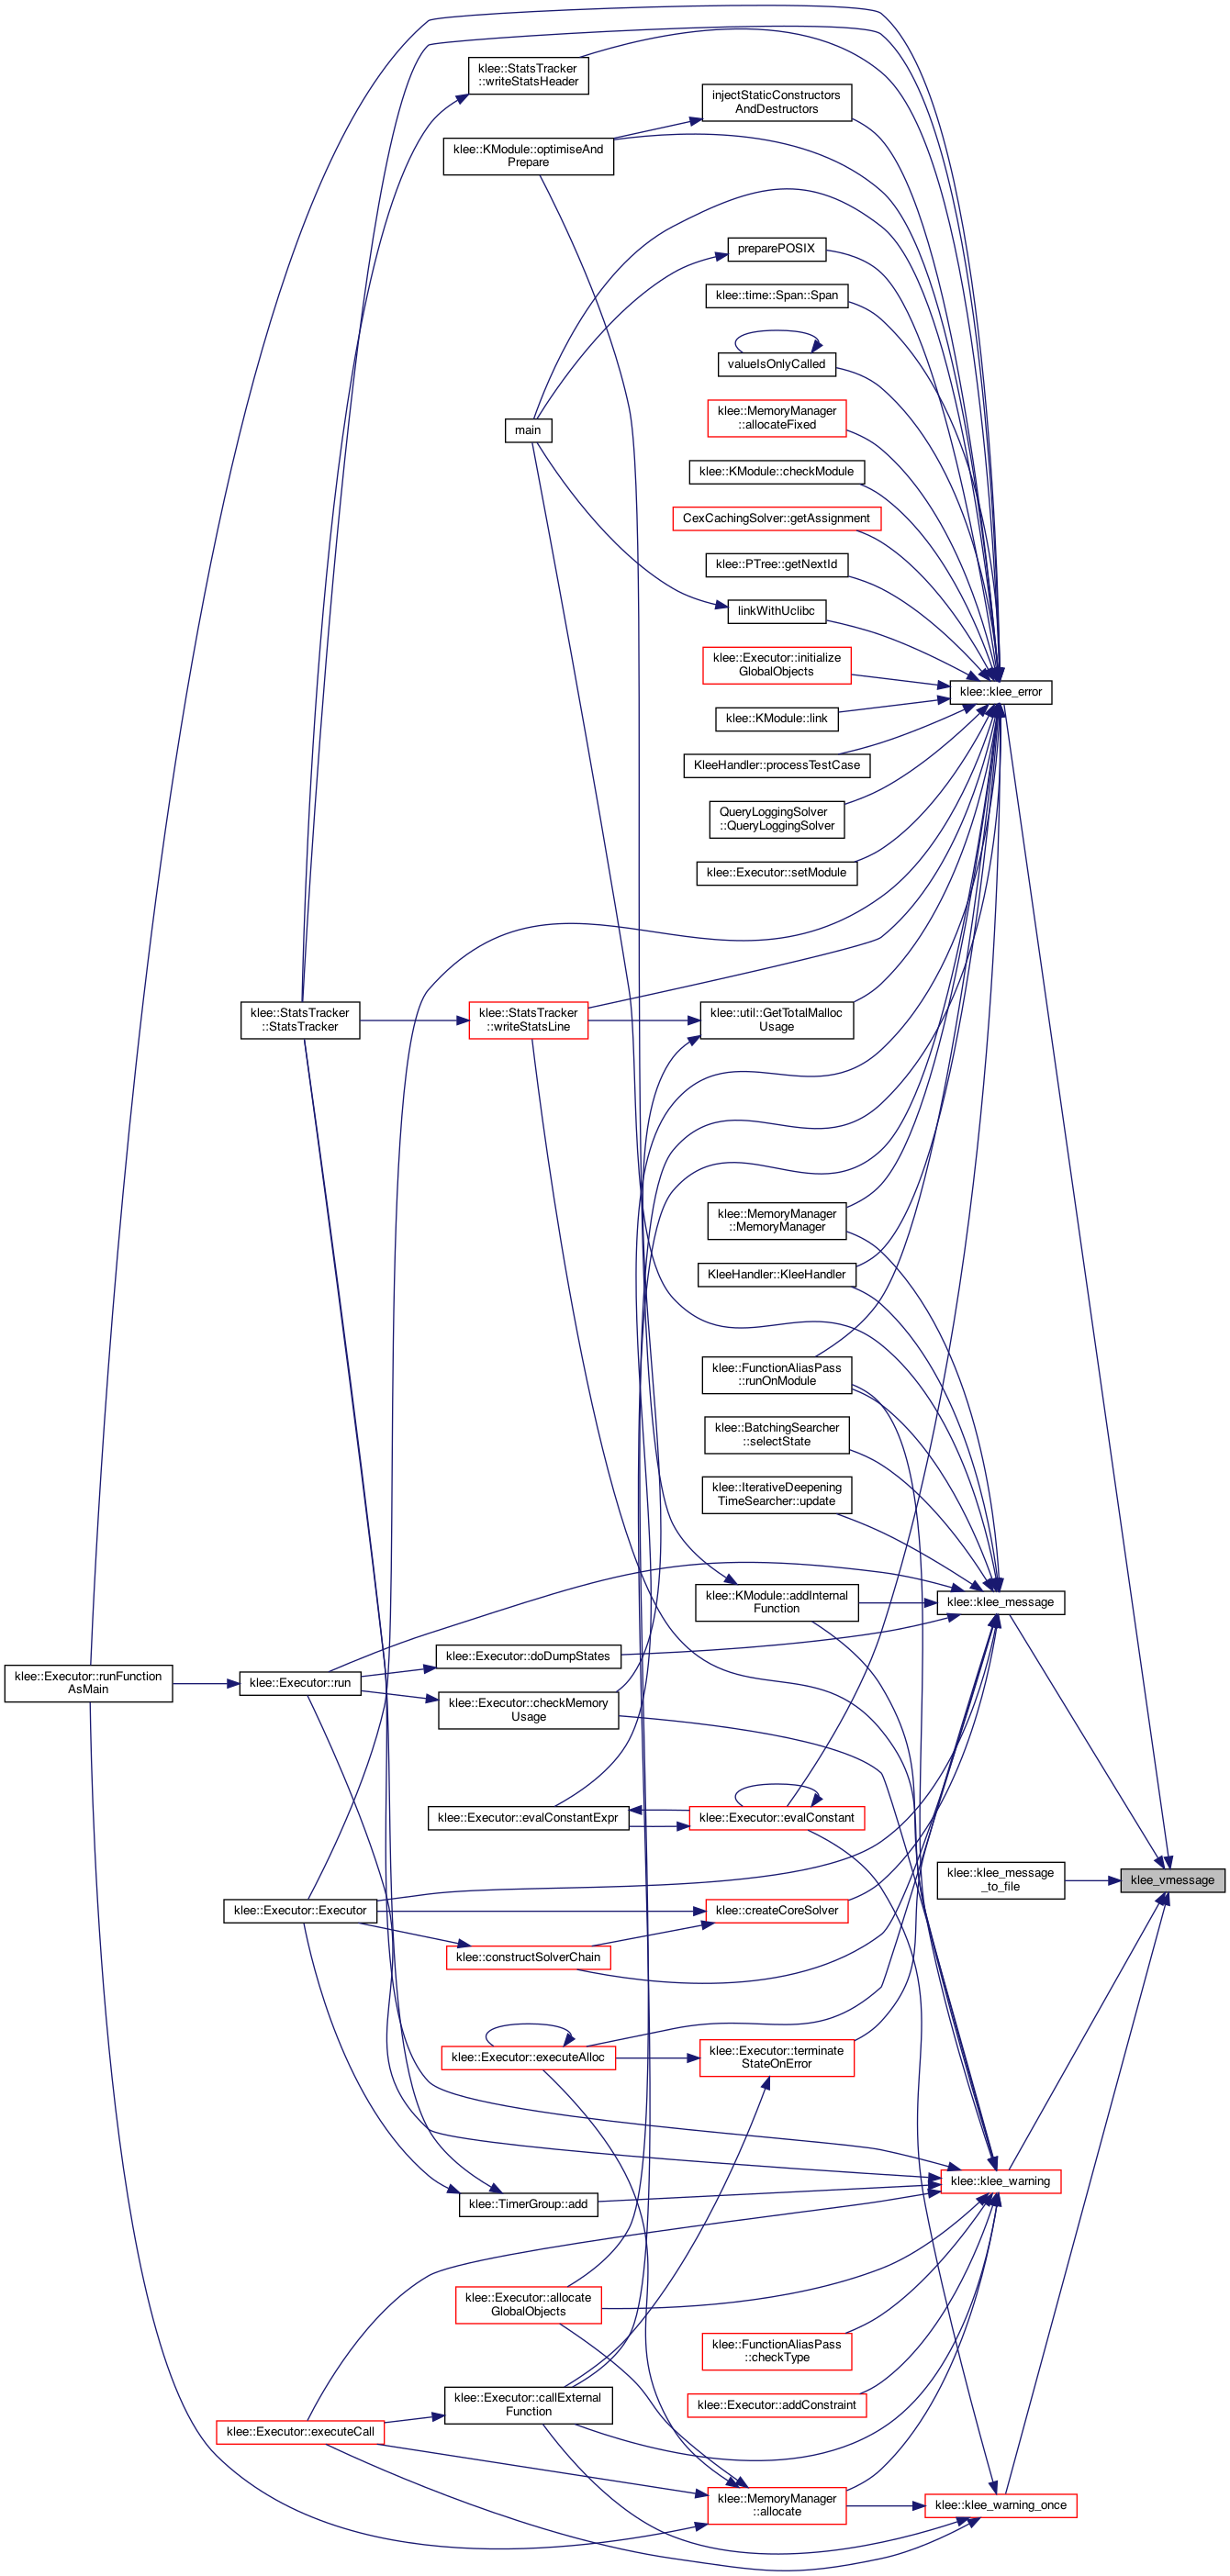 klee::StatsTracker
::writeStatsHeader
injectStaticConstructors
AndDestructors
klee::KModule::optimiseAnd
Prepare
preparePOSIX
klee::time::Span::Span
valueIsOnlyCalled
klee::MemoryManager
::allocateFixed
main
klee::KModule::checkModule
CexCachingSolver::getAssignment
klee::PTree::getNextId
linkWithUclibc
klee::Executor::initialize
GlobalObjects
klee::klee_error
klee::KModule::link
KleeHandler::processTestCase
QueryLoggingSolver
::QueryLoggingSolver
klee::Executor::setModule
klee::StatsTracker
::StatsTracker
klee::StatsTracker
::writeStatsLine
klee::util::GetTotalMalloc
Usage
klee::MemoryManager
::MemoryManager
KleeHandler::KleeHandler
klee::FunctionAliasPass
::runOnModule
klee::BatchingSearcher
::selectState
klee::IterativeDeepening
TimeSearcher::update
klee::KModule::addInternal
Function
klee::klee_message
klee::Executor::doDumpStates
klee::Executor::runFunction
AsMain
klee::Executor::run
klee::Executor::checkMemory
Usage
klee::Executor::evalConstantExpr
klee::Executor::evalConstant
klee::klee_message
_to_file
klee_vmessage
klee::Executor::Executor
klee::createCoreSolver
klee::constructSolverChain
klee::Executor::executeAlloc
klee::Executor::terminate
StateOnError
klee::klee_warning
klee::TimerGroup::add
klee::Executor::allocate
GlobalObjects
klee::FunctionAliasPass
::checkType
klee::Executor::addConstraint
klee::Executor::callExternal
Function
klee::Executor::executeCall
klee::MemoryManager
::allocate
klee::klee_warning_once